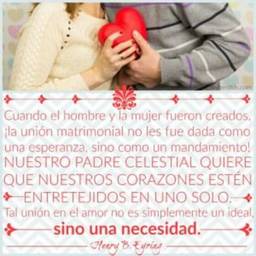 Cuando el hombre y la mujer fueron creados,
¡la unión matrimonial no les fue dada como
una esperanza, sino como un mandamiento!
NUESTRO PADRE CELESTIAL QUIERE
QUE NUESTROS CORAZONES ESTÉN
ENTRETEJIDOS EN UNO SOLO.
Tal unión en el amor no es simplemente un ideal,
sino una necesidad.
Henry B. Eyring